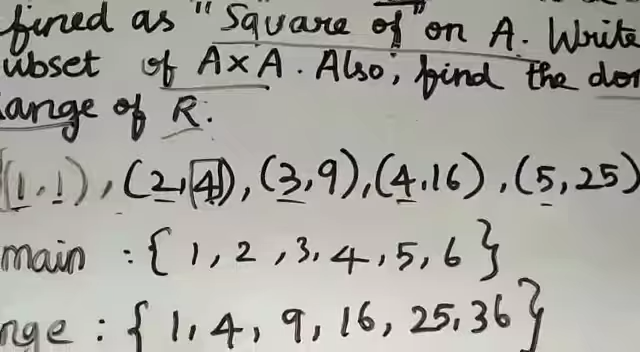 fined as "Square of" on A. Write
ubset of A×A. Also, find the dom
ange of R.
(1,1), (2,4), (3,9), (4,16), (5,25)
main : { 1, 2, 3, 4, 5, 6 }
nge : { 1, 4, 9, 16, 25, 36 }